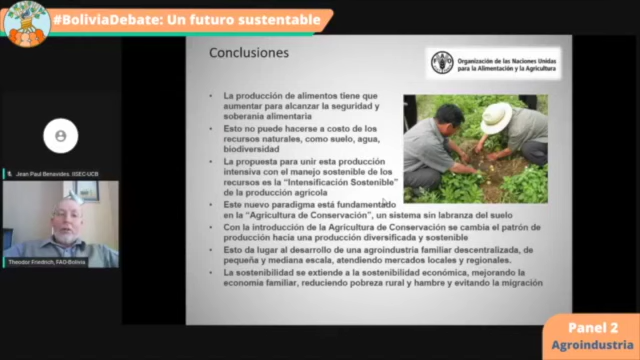 #BoliviaDebate: Un futuro sustentable
Conclusiones
Organización de las Naciones Unidas
para la Alimentación y la Agricultura
• La producción de alimentos tiene que
aumentar para alcanzar la seguridad y
soberanía alimentaria
• Esto no puede hacerse a costo de los
recursos naturales, como suelo, agua,
biodiversidad
• La propuesta para unir esta producción
intensiva con el manejo sostenible de los
recursos es la “Intensificación Sostenible”
de la producción agrícola
• Este nuevo paradigma está fundamentado
en la “Agricultura de Conservación”, un sistema sin labranza del suelo
• Con la introducción de la Agricultura de Conservación se cambia el patrón de
producción hacia una producción diversificada y sostenible
• Esto da lugar al desarrollo de una agroindustria familiar descentralizada, de
pequeña y mediana escala, atendiendo mercados locales y regionales.
• La sostenibilidad se extiende a la sostenibilidad económica, mejorando la
economía familiar, reduciendo pobreza rural y hambre y evitando la migración
Jean Paul Benavides, IISEC-UCB
Theodor Friedrich, FAO-Bolivia
Panel 2
Agroindustria